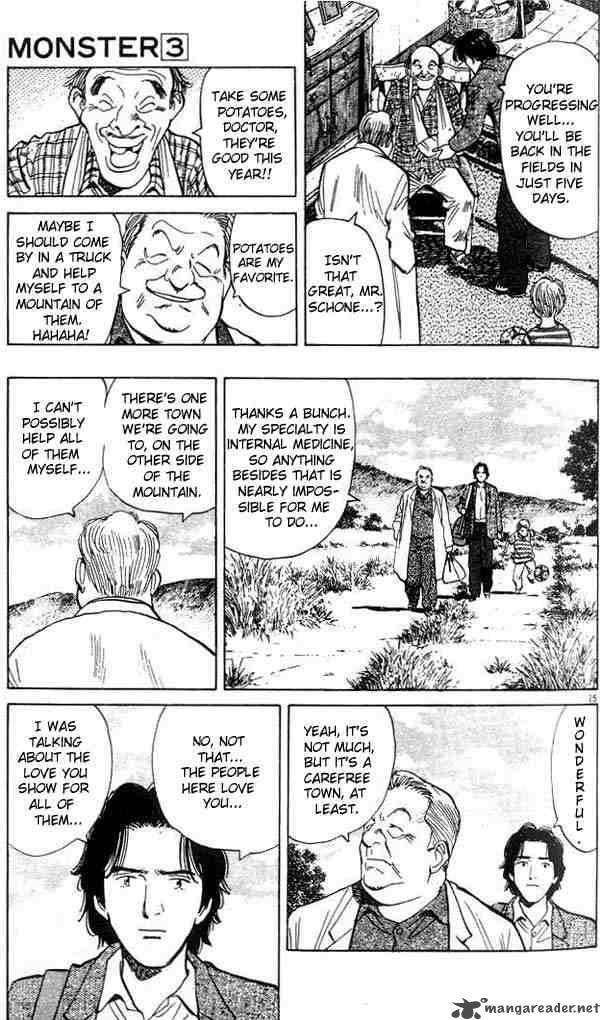 MONSTER 3
YOU'RE
PROGRESSING
WELL...
YOU'LL BE
BACK IN
THE FIELDS
IN JUST FIVE
DAYS.
ISN'T
THAT
GREAT, MR.
SCHONE...?
TAKE SOME
POTATOES,
DOCTOR,
THEY'RE
GOOD THIS
YEAR!!
POTATOES
ARE MY
FAVORITE.
MAYBE I
SHOULD COME
BY IN A TRUCK
AND HELP
MYSELF TO A
MOUNTAIN OF
THEM.
HAHAHA!
THANKS A BUNCH.
MY SPECIALTY IS
INTERNAL MEDICINE,
SO ANYTHING
BESIDES THAT IS
NEARLY IMPOS-
SIBLE FOR ME
TO DO...
THERE'S ONE
MORE TOWN
WE'RE GOING
TO, ON THE
OTHER SIDE
OF THE
MOUNTAIN.
I CAN'T
POSSIBLY
HELP ALL
OF THEM
MYSELF...
15
WONDERFUL.
YEAH, IT'S
NOT MUCH,
BUT IT'S A
CAREFREE
TOWN, AT
LEAST.
NO, NOT
THAT...
THE PEOPLE
HERE LOVE
YOU...
I WAS
TALKING
ABOUT THE
LOVE YOU
SHOW FOR
ALL OF
THEM...
mangareader.net